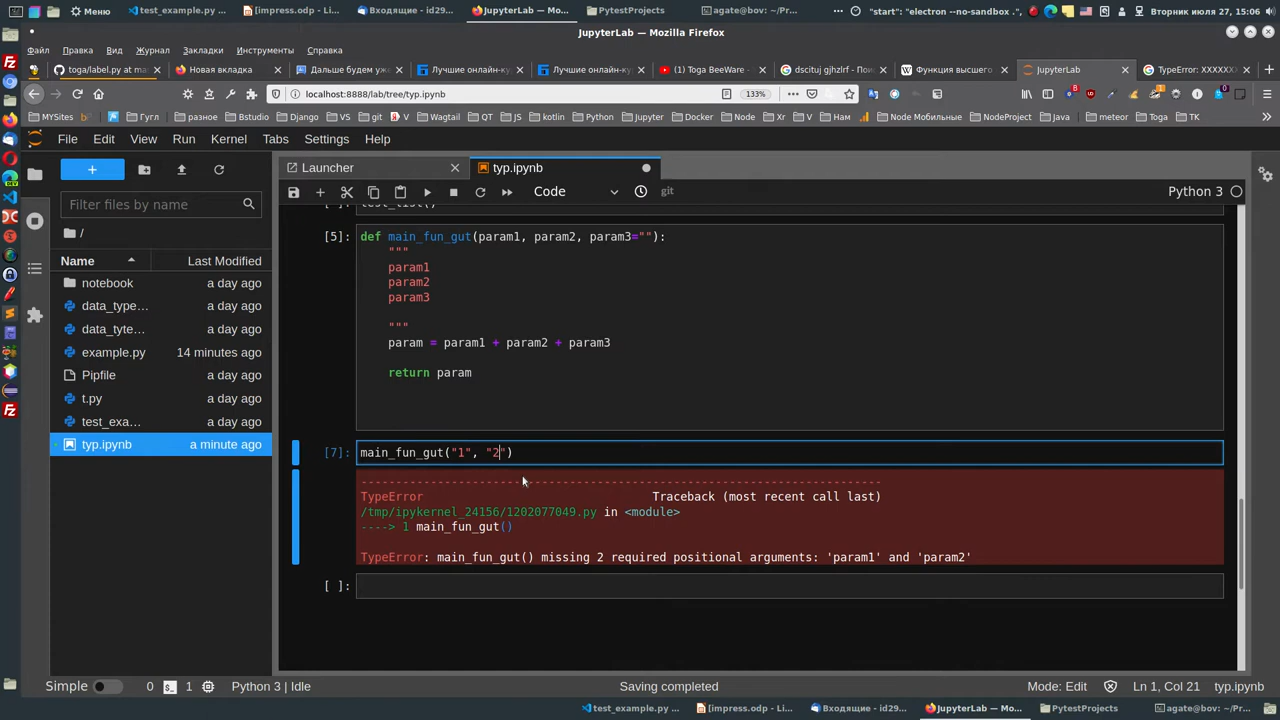 Меню
test_example.py ...
[impress.odp - Li...
Входящие - id29...
JupyterLab — Mo...
PytestProjects
agate@bov: ~/Pr...
"start": "electron --no-sandbox .",
Вторник июля 27, 15:06
JupyterLab — Mozilla Firefox
Файл Правка Вид Журнал Закладки Инструменты Справка
toga/label.py at ma
Новая вкладка
Дальше будем уже
Лучшие онлайн-ку
Лучшие онлайн-ку
(1) Toga BeeWare -
dscituj gjhzlrf - Пои
Функция высшего
JupyterLab
TypeError: XXXXXX
localhost:8888/lab/tree/typ.ipynb
133%
MYSites Гугл разное Bstudio Django VS git V Wagtail QT JS kotlin Python Jupyter Docker Node Xr V Нам Node Мобильные NodeProject Java meteor Toga TK
File Edit View Run Kernel Tabs Settings Help
Launcher
typ.ipynb
Code
git
Python 3
Filter files by name
/
Name Last Modified
notebook a day ago
data_type… a day ago
data_tyte… a day ago
example.py 14 minutes ago
Pipfile a day ago
t.py a day ago
test_exa… a day ago
typ.ipynb a minute ago
[ ]: test_list()
[5]: def main_fun_gut(param1, param2, param3=""):
"""
param1
param2
param3
"""
param = param1 + param2 + param3
return param
[7]: main_fun_gut("1", "2")
---------------------------------------------------------------------------
TypeError Traceback (most recent call last)
/tmp/ipykernel_24156/1202077049.py in <module>
----> 1 main_fun_gut()
TypeError: main_fun_gut() missing 2 required positional arguments: 'param1' and 'param2'
[ ]:
Simple 0 1 Python 3 | Idle Saving completed Mode: Edit Ln 1, Col 21 typ.ipynb
test_example.py ...
[impress.odp - Li...
Входящие - id29...
JupyterLab — Mo...
PytestProjects
agate@bov: ~/Pr...